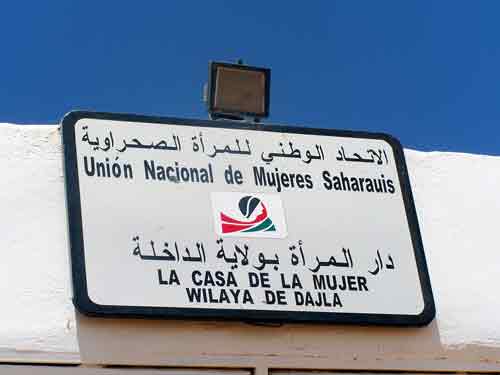 الاتحاد الوطني للمرأة الصحراوية
Unión Nacional de Mujeres Saharauis
دار المرأة بولاية الداخلة
LA CASA DE LA MUJER
WILAYA DE DAJLA